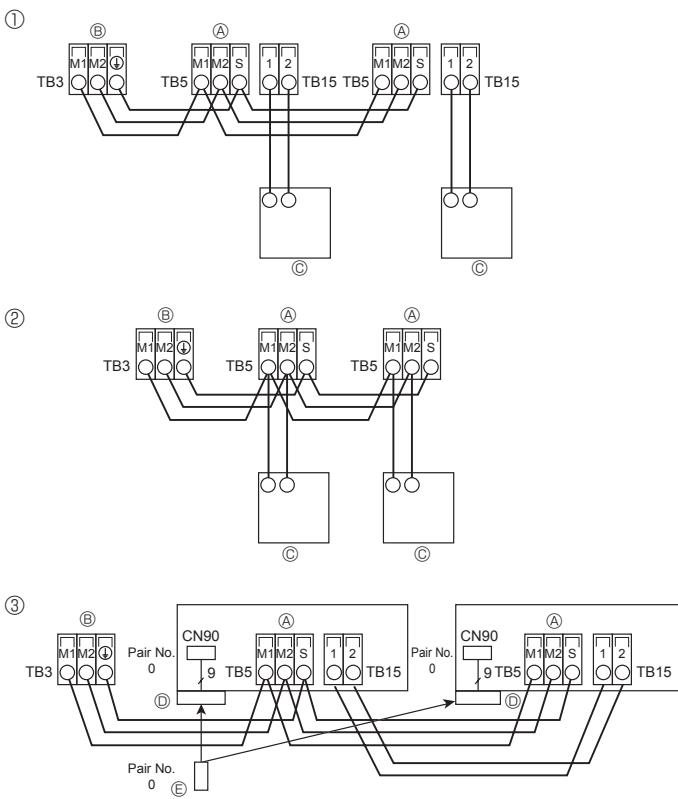 ①
Ⓑ Ⓐ Ⓐ
M1 M2 ⏚ M1 M2 S 1 2 M1 M2 S 1 2
TB3 TB5 TB15 TB5 TB15
Ⓒ Ⓒ
②
Ⓑ Ⓐ Ⓐ
M1 M2 ⏚ M1 M2 S M1 M2 S
TB3 TB5 TB5
Ⓒ Ⓒ
③
Ⓑ Ⓐ Ⓐ
CN90 CN90
M1 M2 ⏚ Pair No. M1 M2 S 1 2 Pair No. M1 M2 S 1 2
TB3 0 9 TB5 TB15 0 9 TB5 TB15
Ⓓ Ⓓ
Pair No.
0 Ⓔ